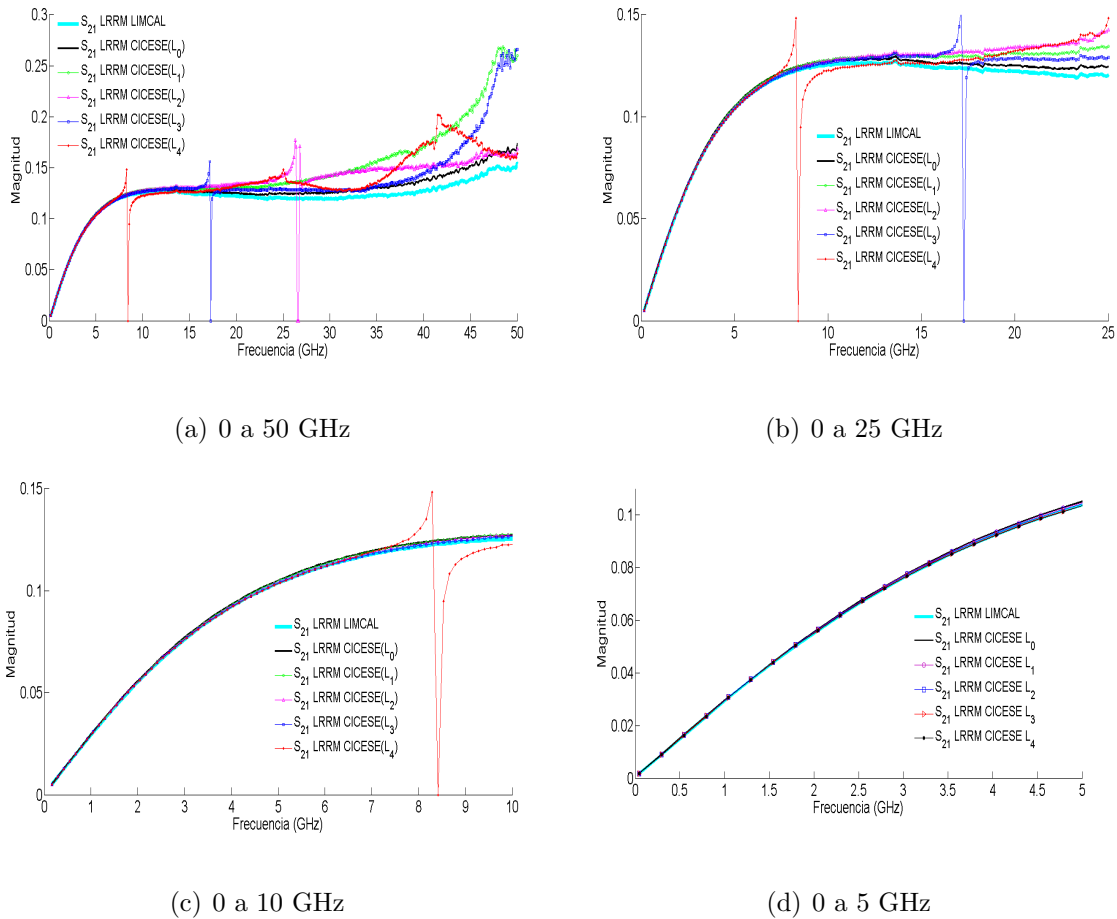 S21 LRRM LIMCAL
S21 LRRM CICESE(L0)
S21 LRRM CICESE(L1)
S21 LRRM CICESE(L2)
S21 LRRM CICESE(L3)
S21 LRRM CICESE(L4)
Magnitud
0.3
0.25
0.2
0.15
0.1
0.05
0
0 5 10 15 20 25 30 35 40 45 50
Frecuencia (GHz)
(a) 0 a 50 GHz
S21 LRRM LIMCAL
S21 LRRM CICESE(L0)
S21 LRRM CICESE(L1)
S21 LRRM CICESE(L2)
S21 LRRM CICESE(L3)
S21 LRRM CICESE(L4)
Magnitud
0.15
0.1
0.05
0
0 5 10 15 20 25
Frecuencia (GHz)
(b) 0 a 25 GHz
S21 LRRM LIMCAL
S21 LRRM CICESE(L0)
S21 LRRM CICESE(L1)
S21 LRRM CICESE(L2)
S21 LRRM CICESE(L3)
S21 LRRM CICESE(L4)
Magnitud
0.15
0.1
0.05
0
0 1 2 3 4 5 6 7 8 9 10
Frecuencia (GHz)
(c) 0 a 10 GHz
S21 LRRM LIMCAL
S21 LRRM CICESE L0
S21 LRRM CICESE L1
S21 LRRM CICESE L2
S21 LRRM CICESE L3
S21 LRRM CICESE L4
Magnitud
0.1
0.08
0.06
0.04
0.02
0
0 0.5 1 1.5 2 2.5 3 3.5 4 4.5 5
Frecuencia (GHz)
(d) 0 a 5 GHz